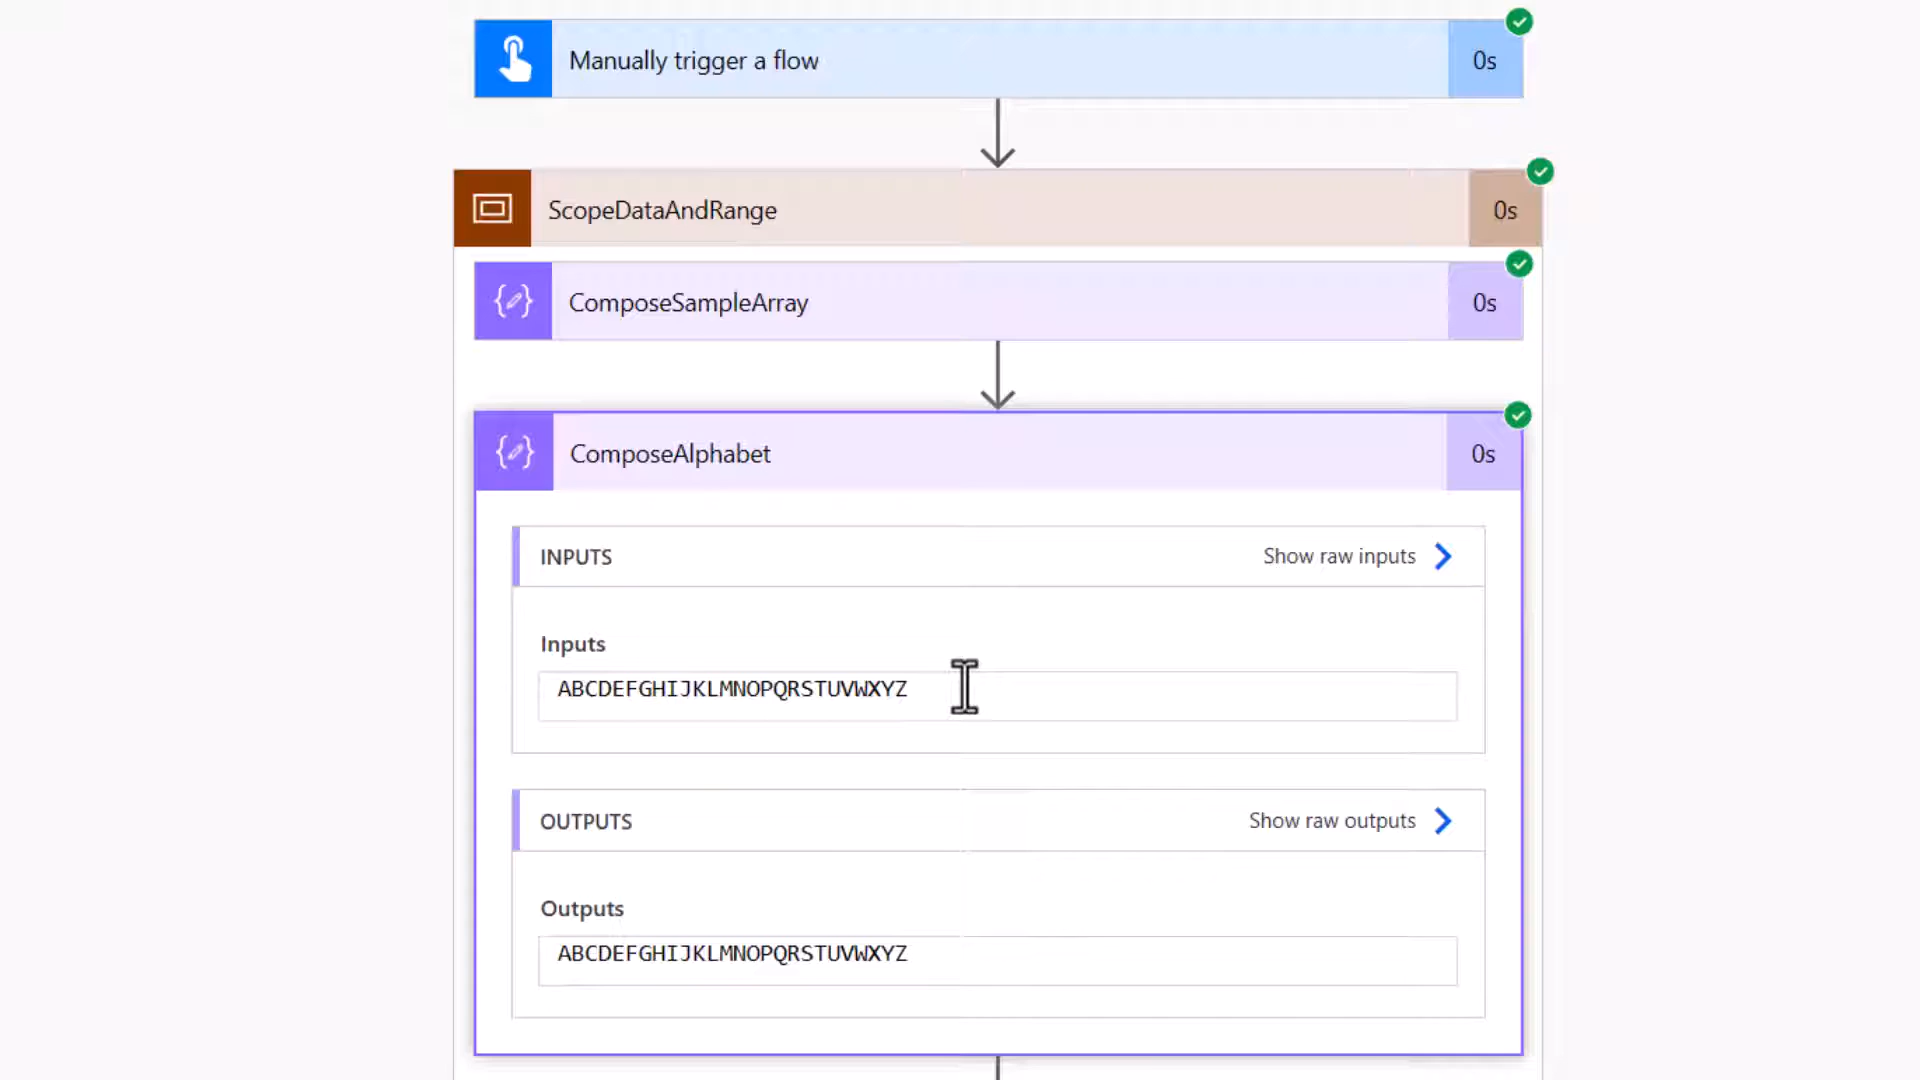 Manually trigger a flow 0s
ScopeDataAndRange 0s
ComposeSampleArray 0s
ComposeAlphabet 0s
INPUTS Show raw inputs
Inputs
ABCDEFGHIJKLMNOPQRSTUVWXYZ
OUTPUTS Show raw outputs
Outputs
ABCDEFGHIJKLMNOPQRSTUVWXYZ